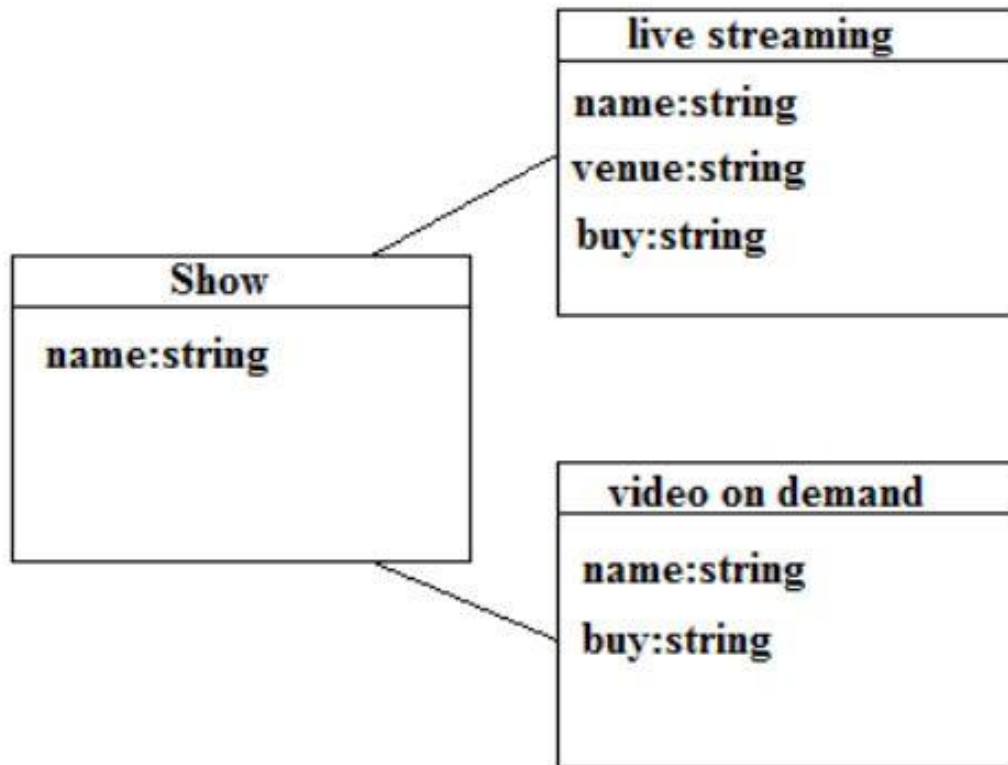 live streaming
name:string
venue:string
buy:string
Show
name:string
video on demand
name:string
buy:string